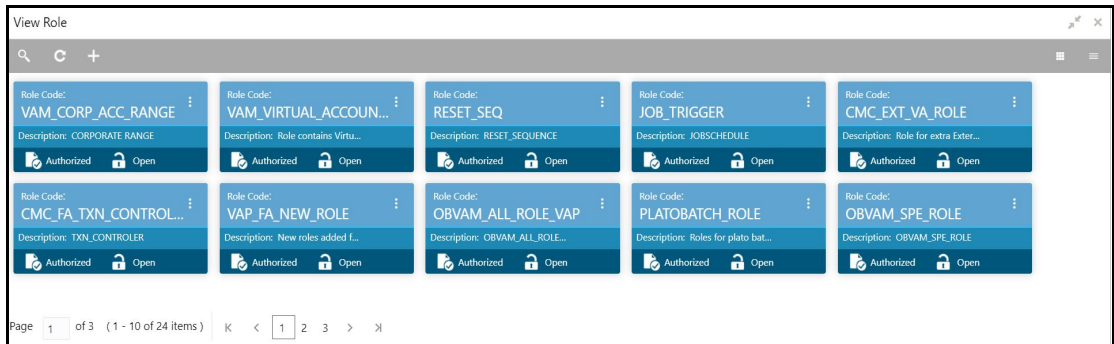 View Role
Role Code:
VAM_CORP_ACC_RANGE
Description: CORPORATE RANGE
Authorized Open
Role Code:
VAM_VIRTUAL_ACCOUN...
Description: Role contains Virtu...
Authorized Open
Role Code:
RESET_SEQ
Description: RESET_SEQUENCE
Authorized Open
Role Code:
JOB_TRIGGER
Description: JOBSCHEDULE
Authorized Open
Role Code:
CMC_EXT_VA_ROLE
Description: Role for extra Exter...
Authorized Open
Role Code:
CMC_FA_TXN_CONTROL...
Description: TXN_CONTROLER
Authorized Open
Role Code:
VAP_FA_NEW_ROLE
Description: New roles added f...
Authorized Open
Role Code:
OBVAM_ALL_ROLE_VAP
Description: OBVAM_ALL_ROLE...
Authorized Open
Role Code:
PLATOBATCH_ROLE
Description: Roles for plato bat...
Authorized Open
Role Code:
OBVAM_SPE_ROLE
Description: OBVAM_SPE_ROLE
Authorized Open
Page 1 of 3 ( 1 - 10 of 24 items ) 1 2 3